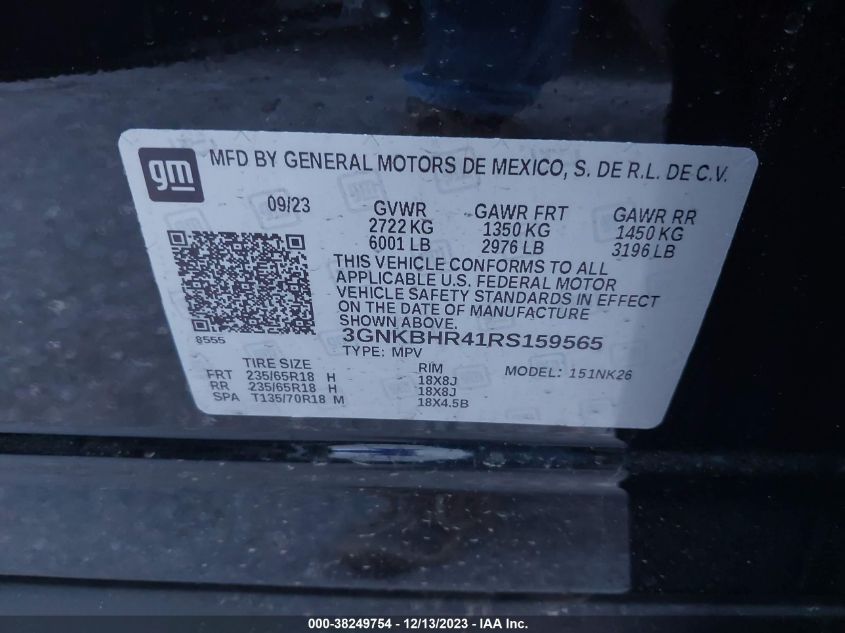 gm MFD BY GENERAL MOTORS DE MEXICO, S. DE R.L. DE C.V.
09/23 GVWR GAWR FRT GAWR RR
2722 KG 1350 KG 1450 KG
6001 LB 2976 LB 3196 LB
THIS VEHICLE CONFORMS TO ALL
APPLICABLE U.S. FEDERAL MOTOR
VEHICLE SAFETY STANDARDS IN EFFECT
ON THE DATE OF MANUFACTURE
SHOWN ABOVE.
8555 3GNKBHR41RS159565
TYPE: MPV MODEL: 151NK26
TIRE SIZE RIM
FRT 235/65R18 H 18X8J
RR 235/65R18 H 18X8J
SPA T135/70R18 M 18X4.5B
000-38249754 - 12/13/2023 - IAA Inc.